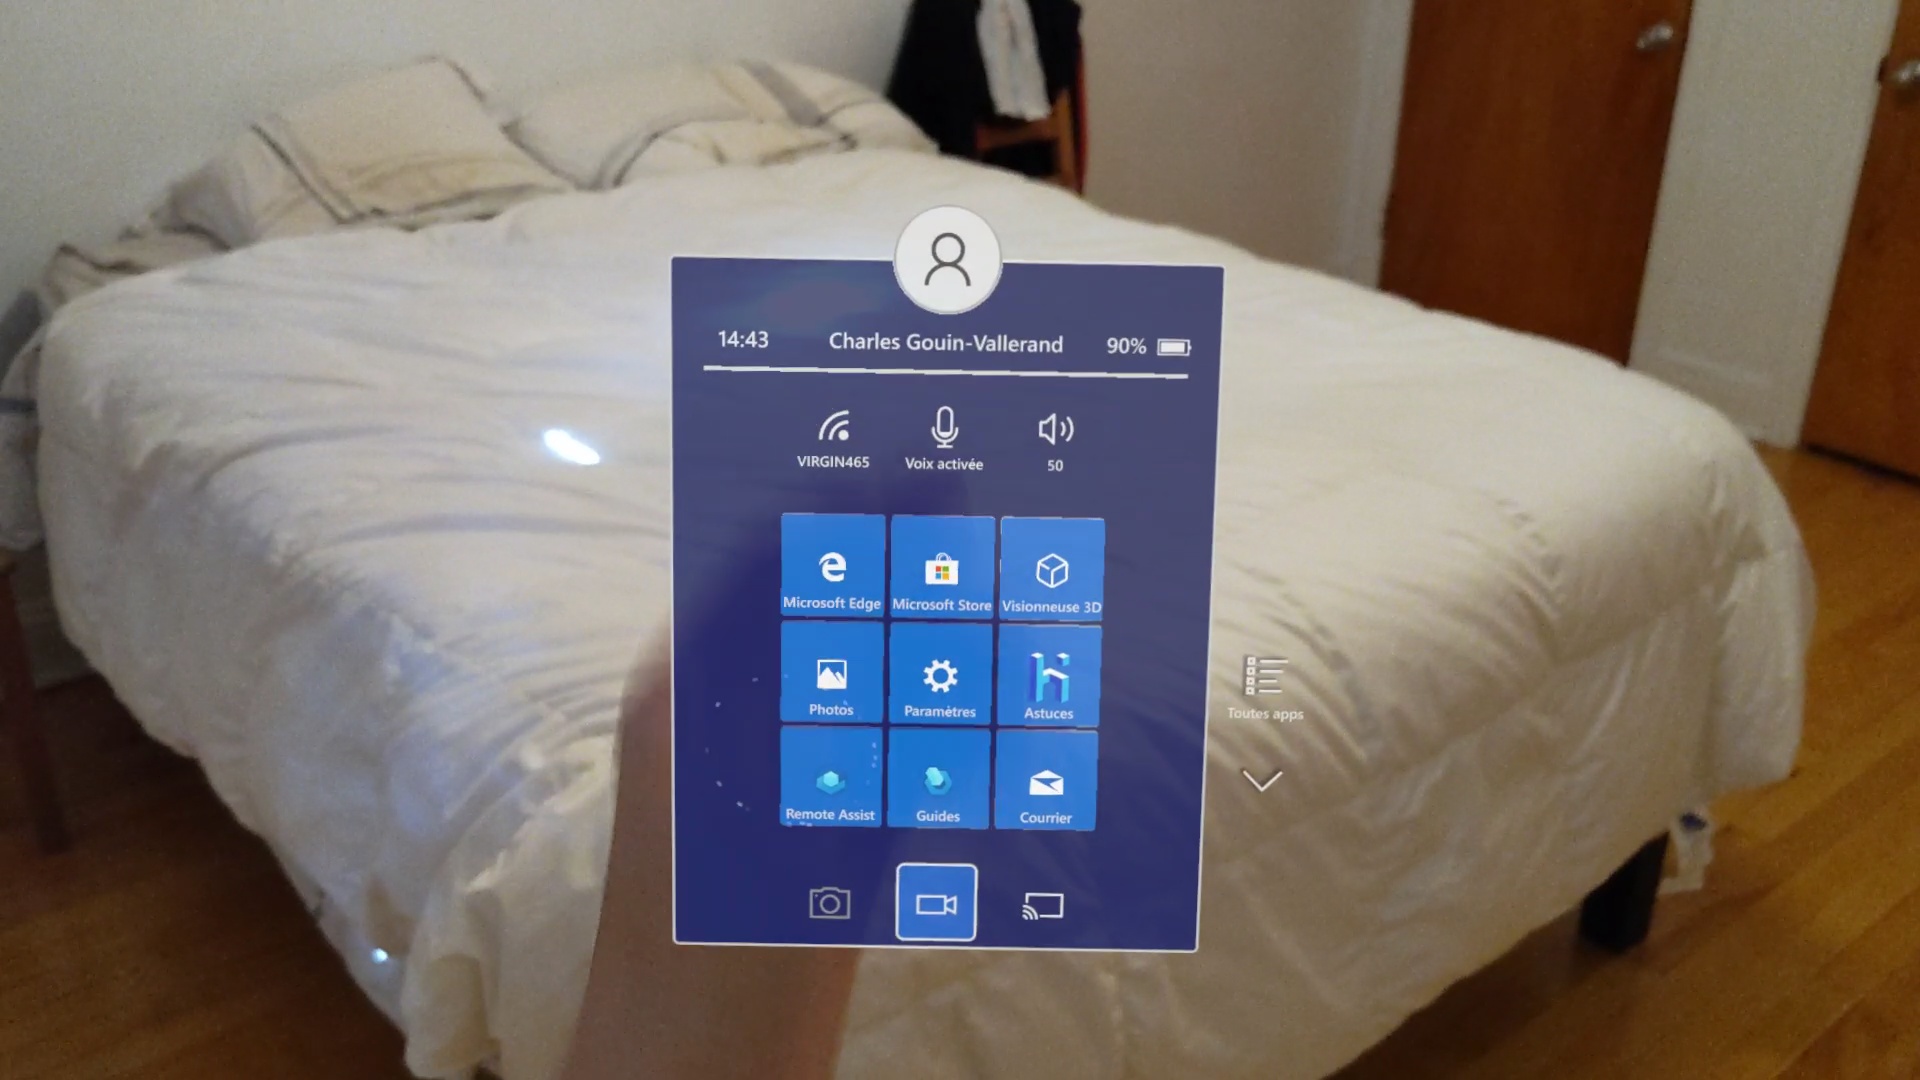 14:43 Charles Gouin-Vallerand 90%
VIRGIN465 Voix activée 50
Microsoft Edge Microsoft Store Visionneuse 3D
Photos Paramètres Astuces
Toutes apps
Remote Assist Guides Courrier